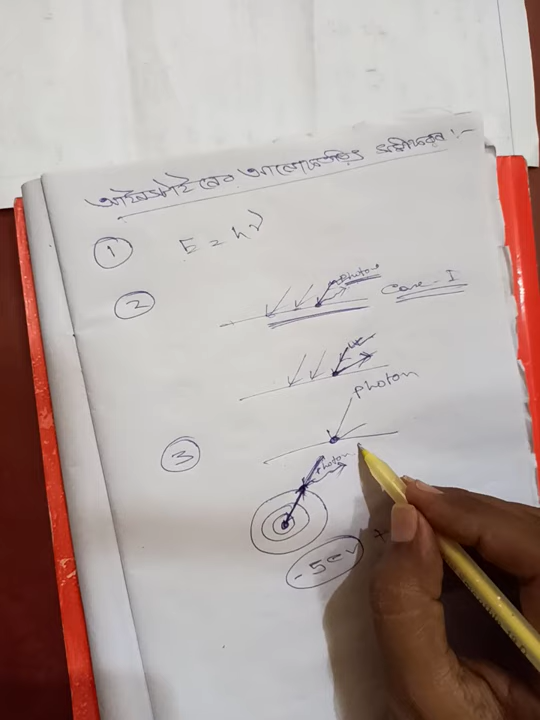 আইনস্টাইনের আলোকতড়িৎ সমীকরণ :-
① E = hν
② photon Case-I
photon
③
photon
-5eV +